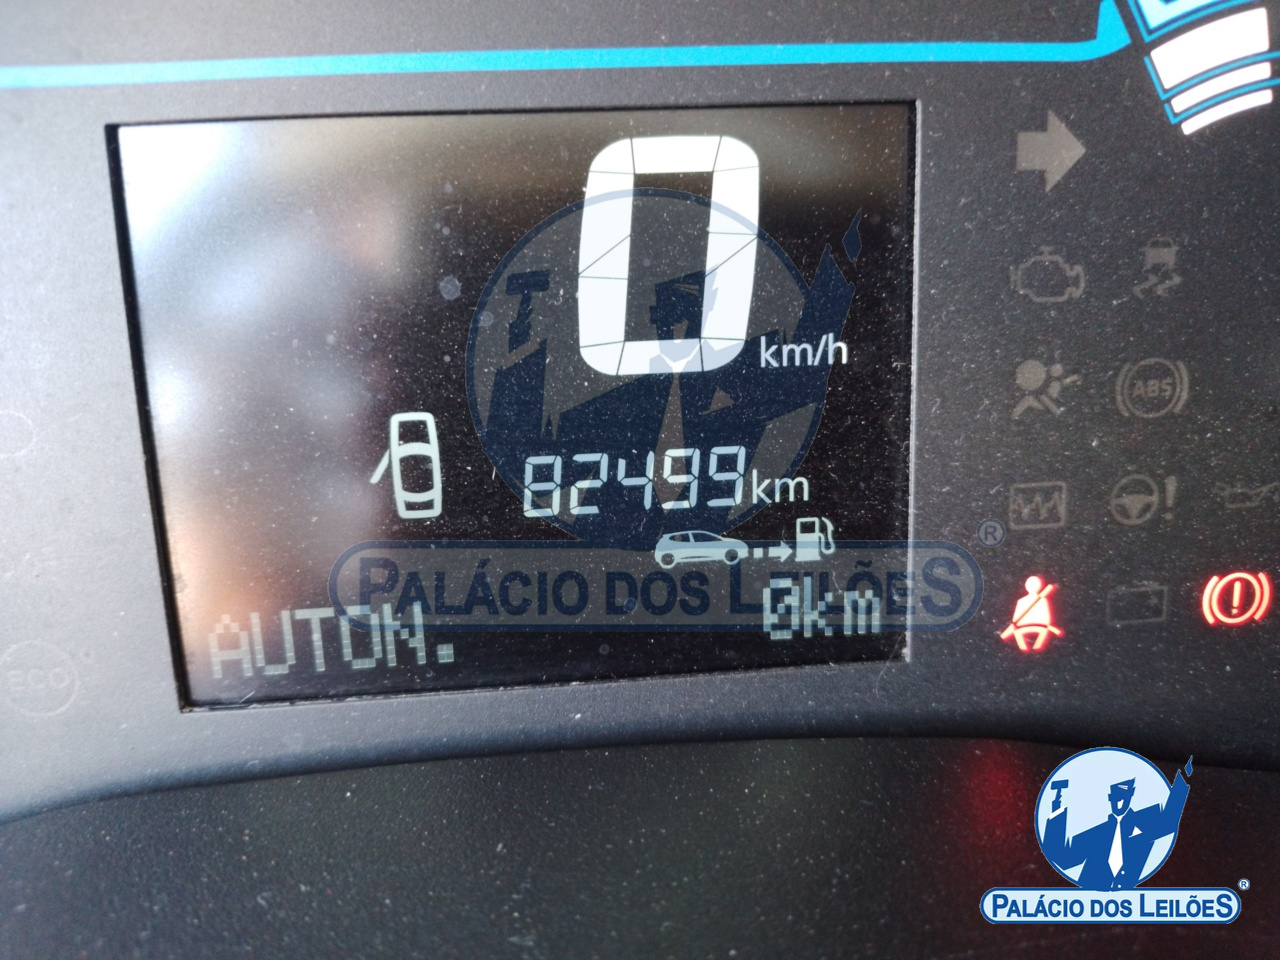 0
km/h
ABS
82499km
PALÁCIO DOS LEILÕES
®
AUTON. 0km
ECO
PALÁCIO DOS LEILÕES
®